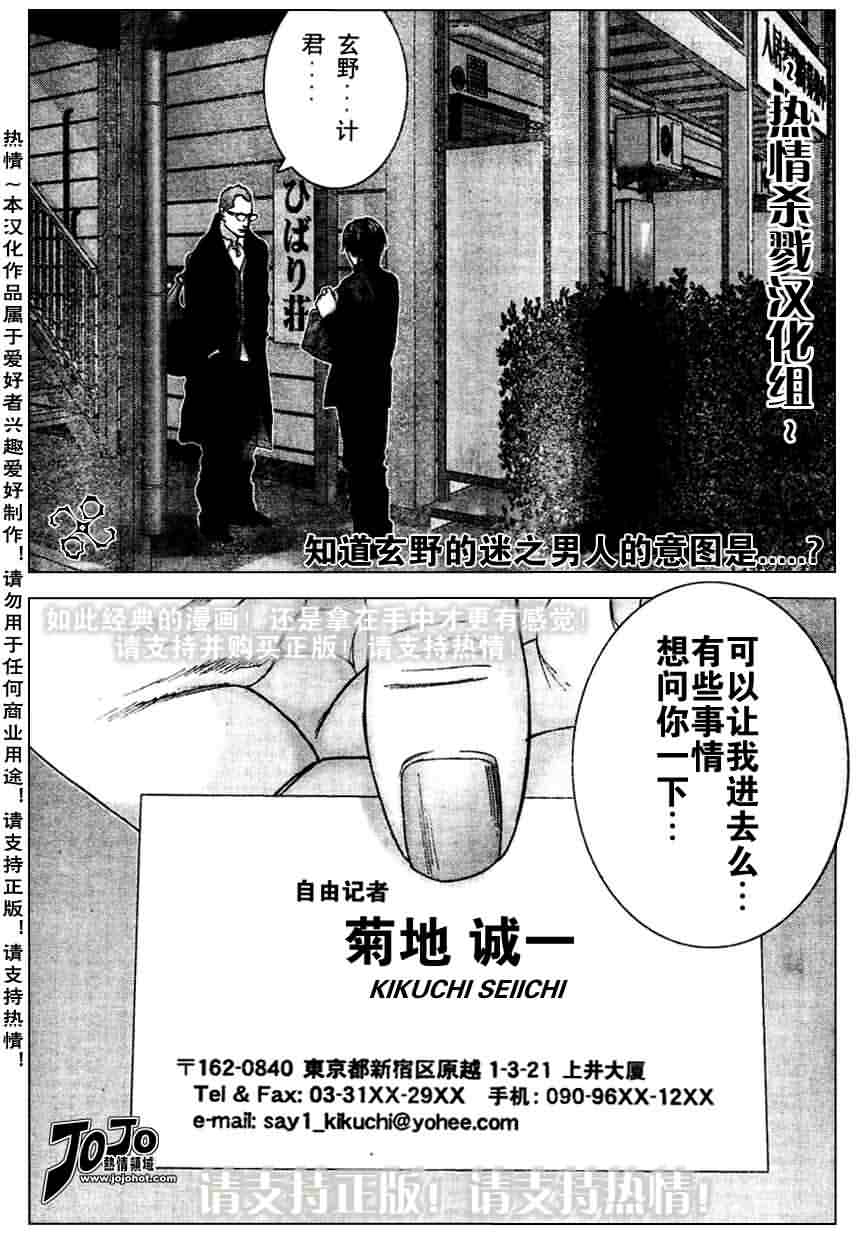 玄野…计
君‥‥
入居者
~热情杀戮汉化组~
ひばり荘
热情~本汉化作品属于爱好者兴趣爱好制作！请勿用于任何商业用途！请支持正版！请支持热情！
知道玄野的迷之男人的意图是.....？
如此经典的漫画！还是拿在手中才更有感觉！
请支持并购买正版！请支持热情！
可以让我进去么…
有些事情
想问你一下…
自由记者
菊地 诚一
KIKUCHI SEIICHI
〒162-0840 東京都新宿区原越 1-3-21 上井大厦
Tel & Fax: 03-31XX-29XX 手机: 090-96XX-12XX
e-mail: say1_kikuchi@yohee.com
JOJO
熱情領域
www.jojohot.com
请支持正版！请支持热情！